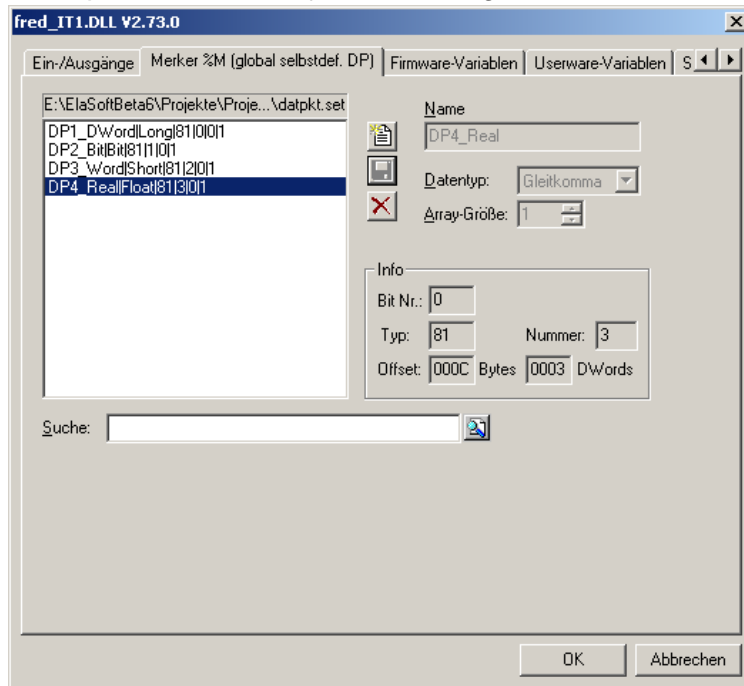 fred_IT1.DLL V2.73.0
Ein-/Ausgänge Merker %M (global selbstdef. DP) Firmware-Variablen Userware-Variablen S
E:\ElaSoftBeta6\Projekte\Proje...\datpkt.set
DP1_DWord|Long|81|0|0|1
DP2_Bit|Bit|81|1|0|1
DP3_Word|Short|81|2|0|1
DP4_Real|Float|81|3|0|1
Name
DP4_Real
Datentyp: Gleitkomma
Array-Größe: 1
Info
Bit Nr.: 0
Typ: 81 Nummer: 3
Offset: 000C Bytes 0003 DWords
Suche:
OK Abbrechen